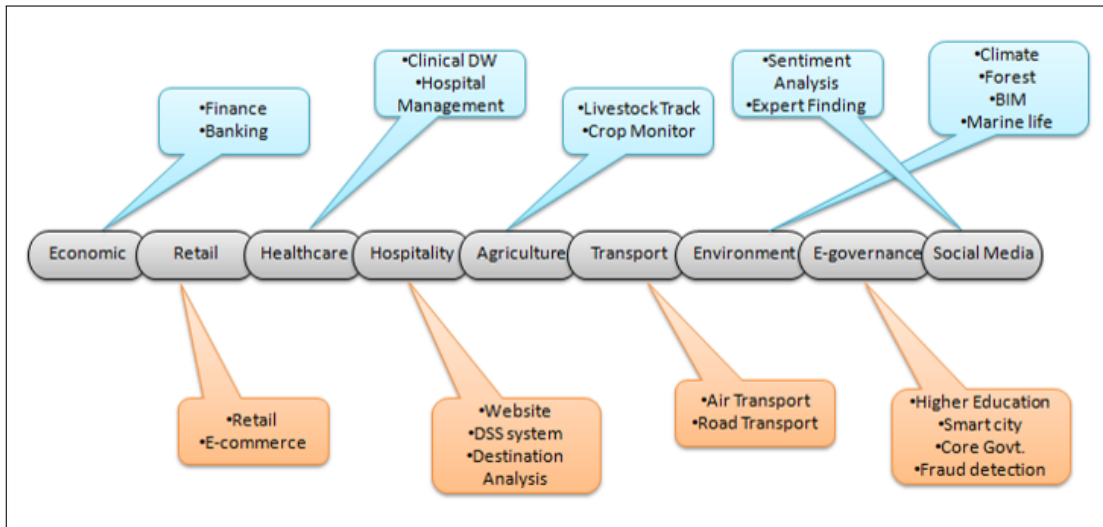 •Finance
•Banking
•Clinical DW
•Hospital
Management
•Livestock Track
•Crop Monitor
•Sentiment
Analysis
•Expert Finding
•Climate
•Forest
•BIM
•Marine life
Economic
Retail
Healthcare
Hospitality
Agriculture
Transport
Environment
E-governance
Social Media
•Retail
•E-commerce
•Website
•DSS system
•Destination
Analysis
•Air Transport
•Road Transport
•Higher Education
•Smart city
•Core Govt.
•Fraud detection